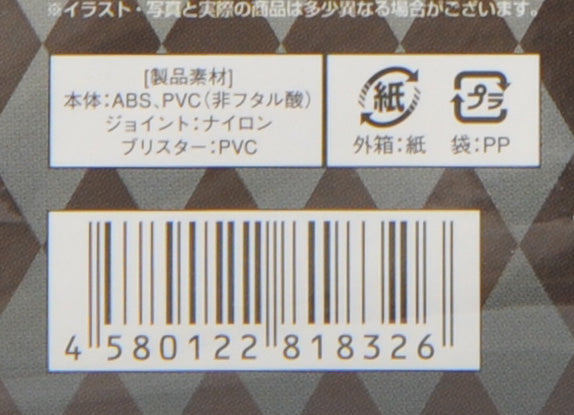 ※イラスト・写真と実際の商品は多少異なる場合がございます。
[製品素材]
本体：ABS、PVC（非フタル酸）
ジョイント：ナイロン
ブリスター：PVC
紙
外箱：紙
プラ
袋：PP
4 580122 818326